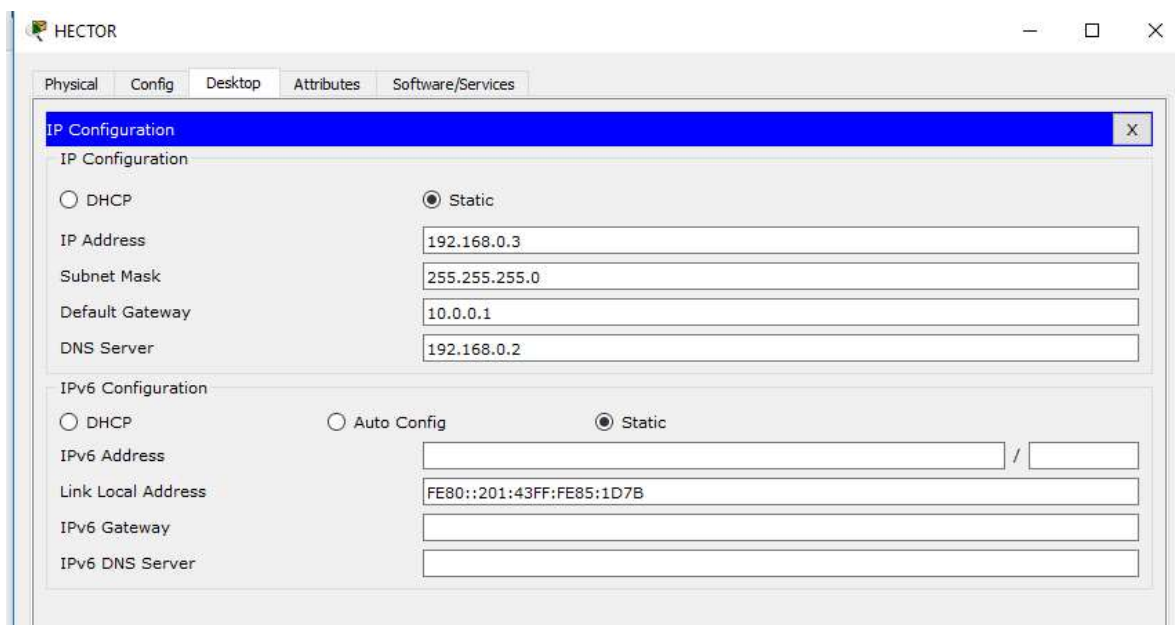 HECTOR
Physical Config Desktop Attributes Software/Services
IP Configuration X
IP Configuration
DHCP Static
IP Address 192.168.0.3
Subnet Mask 255.255.255.0
Default Gateway 10.0.0.1
DNS Server 192.168.0.2
IPv6 Configuration
DHCP Auto Config Static
IPv6 Address /
Link Local Address FE80::201:43FF:FE85:1D7B
IPv6 Gateway
IPv6 DNS Server